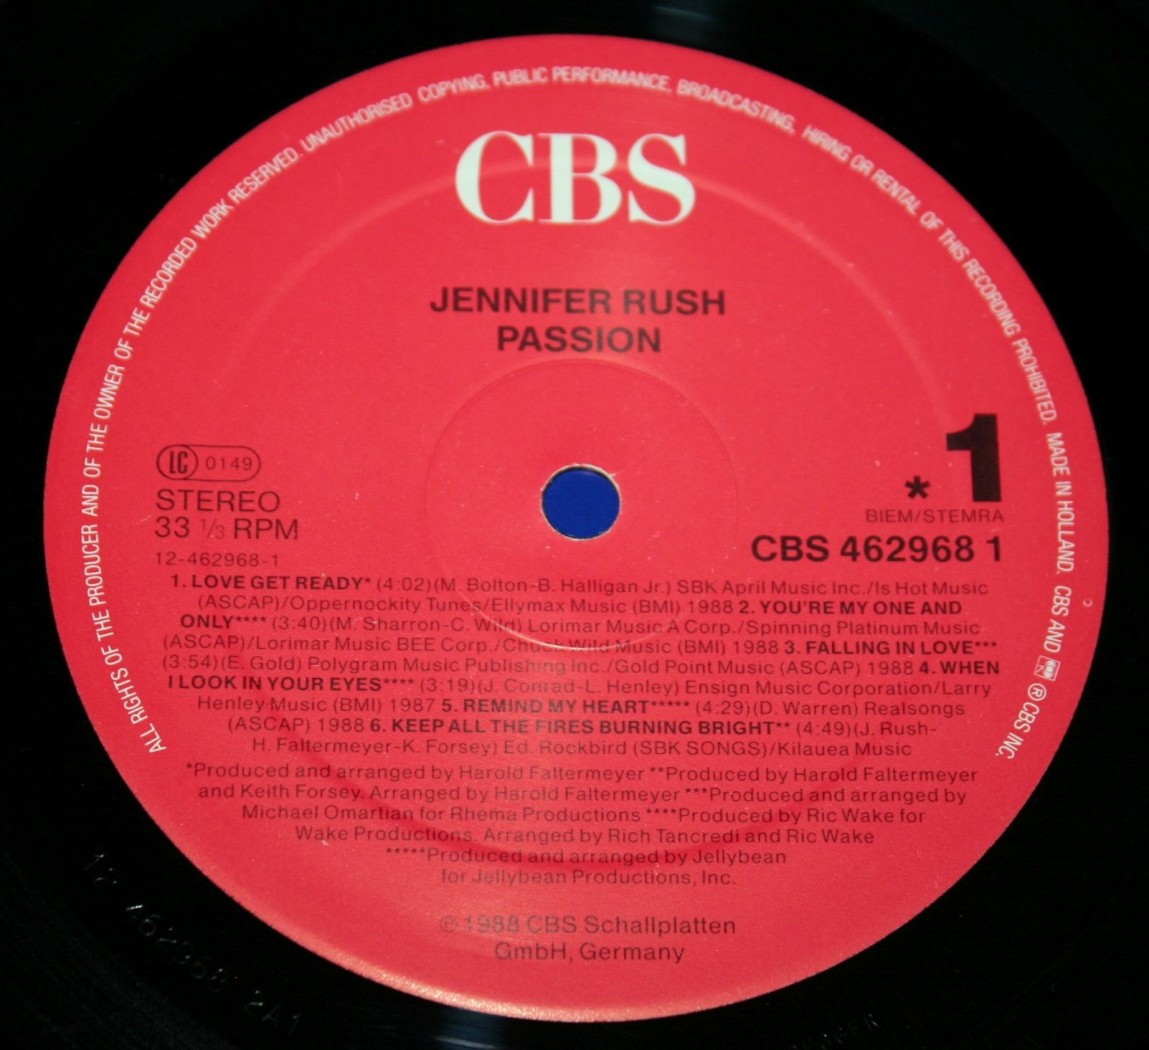 ALL RIGHTS OF THE PRODUCER AND OF THE OWNER OF THE RECORDED WORK RESERVED. UNAUTHORISED COPYING, PUBLIC PERFORMANCE, BROADCASTING, HIRING OR RENTAL OF THIS RECORDING PROHIBITED. MADE IN HOLLAND. CBS AND ® CBS INC.
CBS
JENNIFER RUSH
PASSION
LC 0149
STEREO
33 ⅓ RPM
12-462968-1
* 1
BIEM/STEMRA
CBS 462968 1
1. LOVE GET READY* (4:02)(M. Bolton-B. Halligan Jr.) SBK April Music Inc./Is Hot Music
(ASCAP)/Oppernockity Tunes/Ellymax Music (BMI) 1988 2. YOU'RE MY ONE AND
ONLY**** (3:40)(M. Sharron-C. Wild) Lorimar Music A Corp./Spinning Platinum Music
(ASCAP)/Lorimar Music BEE Corp./Chuck Wild Music (BMI) 1988 3. FALLING IN LOVE***
(3:54)(E. Gold) Polygram Music Publishing Inc./Gold Point Music (ASCAP) 1988 4. WHEN
I LOOK IN YOUR EYES**** (3:19)(J. Conrad-L. Henley) Ensign Music Corporation/Larry
Henley Music (BMI) 1987 5. REMIND MY HEART***** (4:29)(D. Warren) Realsongs
(ASCAP) 1988 6. KEEP ALL THE FIRES BURNING BRIGHT** (4:49)(J. Rush-
H. Faltermeyer-K. Forsey) Ed. Rockbird (SBK SONGS)/Kilauea Music
*Produced and arranged by Harold Faltermeyer **Produced by Harold Faltermeyer
and Keith Forsey. Arranged by Harold Faltermeyer ***Produced and arranged by
Michael Omartian for Rhema Productions ****Produced by Ric Wake for
Wake Productions. Arranged by Rich Tancredi and Ric Wake
*****Produced and arranged by Jellybean
for Jellybean Productions, Inc.
℗ 1988 CBS Schallplatten
GmbH, Germany